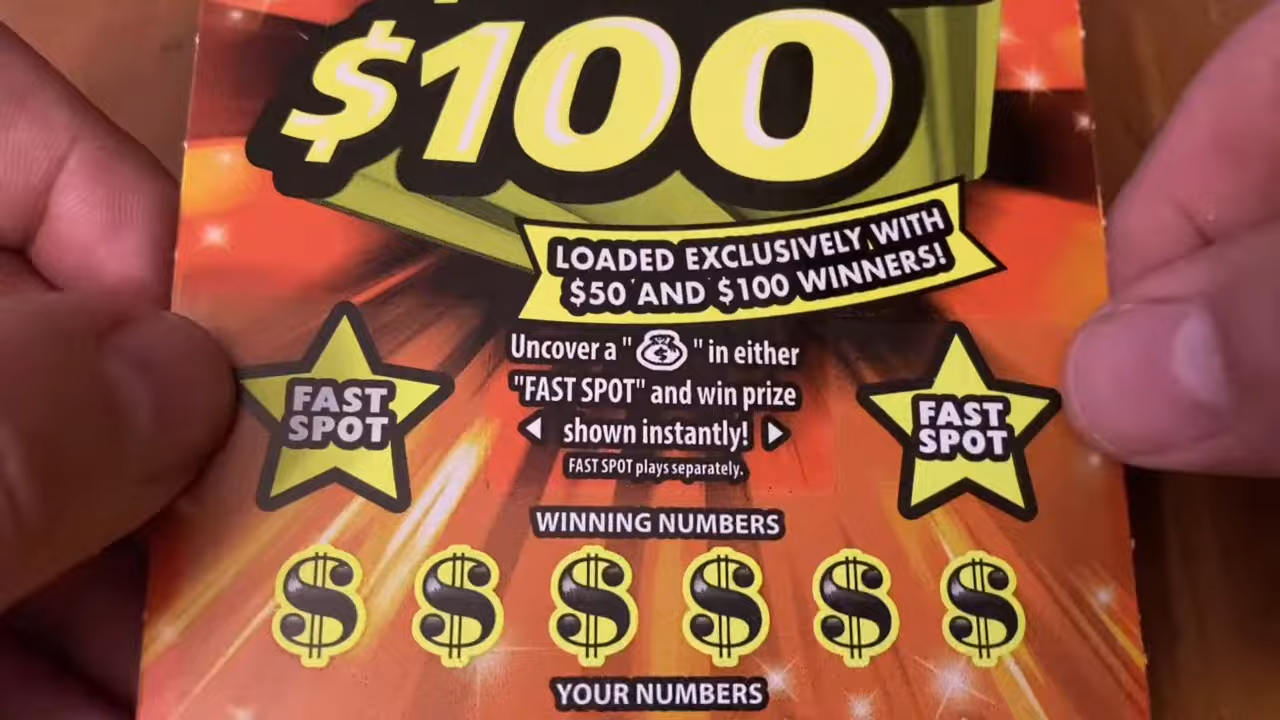 $100
LOADED EXCLUSIVELY WITH
$50 AND $100 WINNERS!
Uncover a " " in either
"FAST SPOT" and win prize
shown instantly!
FAST SPOT plays separately.
FAST
SPOT
FAST
SPOT
WINNING NUMBERS
$ $ $ $ $ $
YOUR NUMBERS